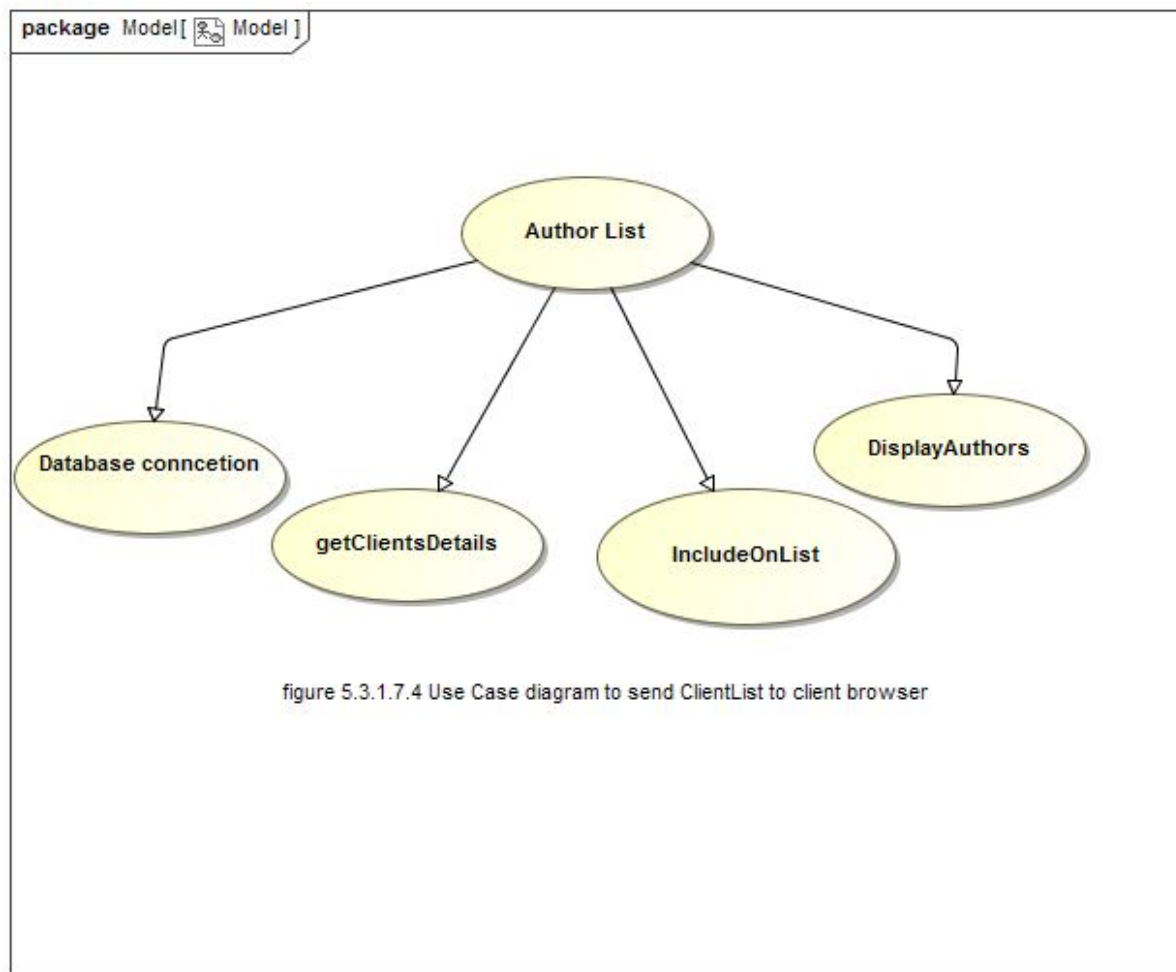 package Model[ Model ]
Author List
Database conncetion
getClientsDetails
IncludeOnList
DisplayAuthors
figure 5.3.1.7.4 Use Case diagram to send ClientList to client browser